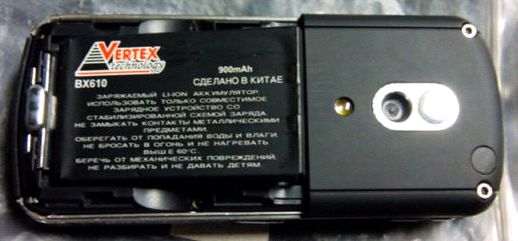 VERTEX
technology
BX610
900mAh
СДЕЛАНО В КИТАЕ
ЗАРЯЖАЕМЫЙ LI-ION АККУМУЛЯТОР.
ИСПОЛЬЗОВАТЬ ТОЛЬКО СОВМЕСТИМОЕ
ЗАРЯДНОЕ УСТРОЙСТВО СО
СТАБИЛИЗИРОВАННОЙ СХЕМОЙ ЗАРЯДА.
НЕ ЗАМЫКАТЬ КОНТАКТЫ МЕТАЛЛИЧЕСКИМИ
ПРЕДМЕТАМИ.
ОБЕРЕГАТЬ ОТ ПОПАДАНИЯ ВОДЫ И ВЛАГИ.
НЕ БРОСАТЬ В ОГОНЬ И НЕ НАГРЕВАТЬ
ВЫШЕ 60°С.
БЕРЕЧЬ ОТ МЕХАНИЧЕСКИХ ПОВРЕЖДЕНИЙ,
НЕ РАЗБИРАТЬ И НЕ ДАВАТЬ ДЕТЯМ.